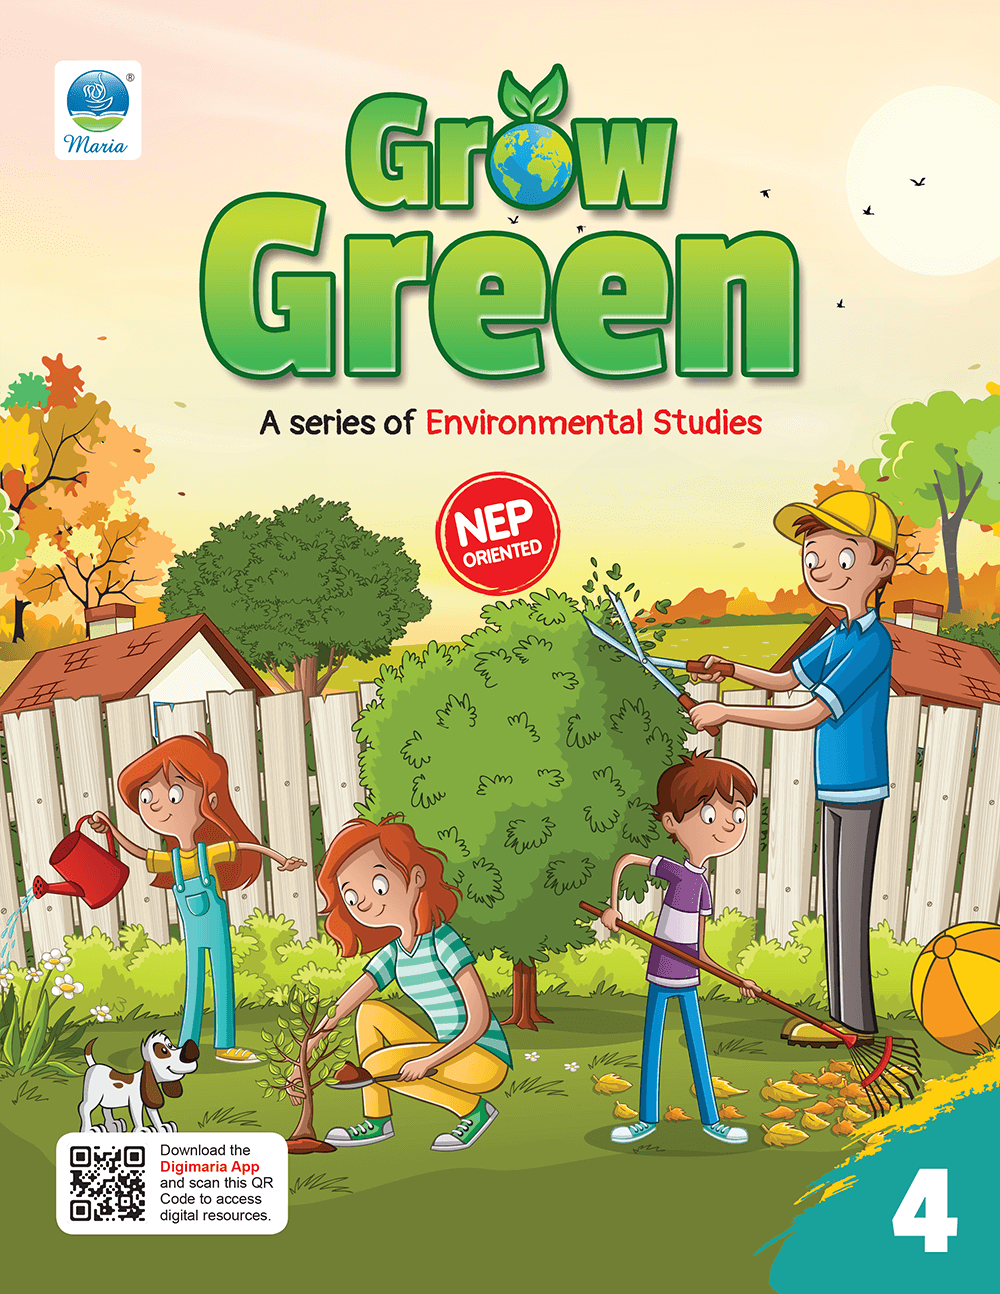 ®
Maria
Grow
Green
A series of Environmental Studies
NEP
ORIENTED
Download the
Digimaria App
and scan this QR
Code to access
digital resources.
4